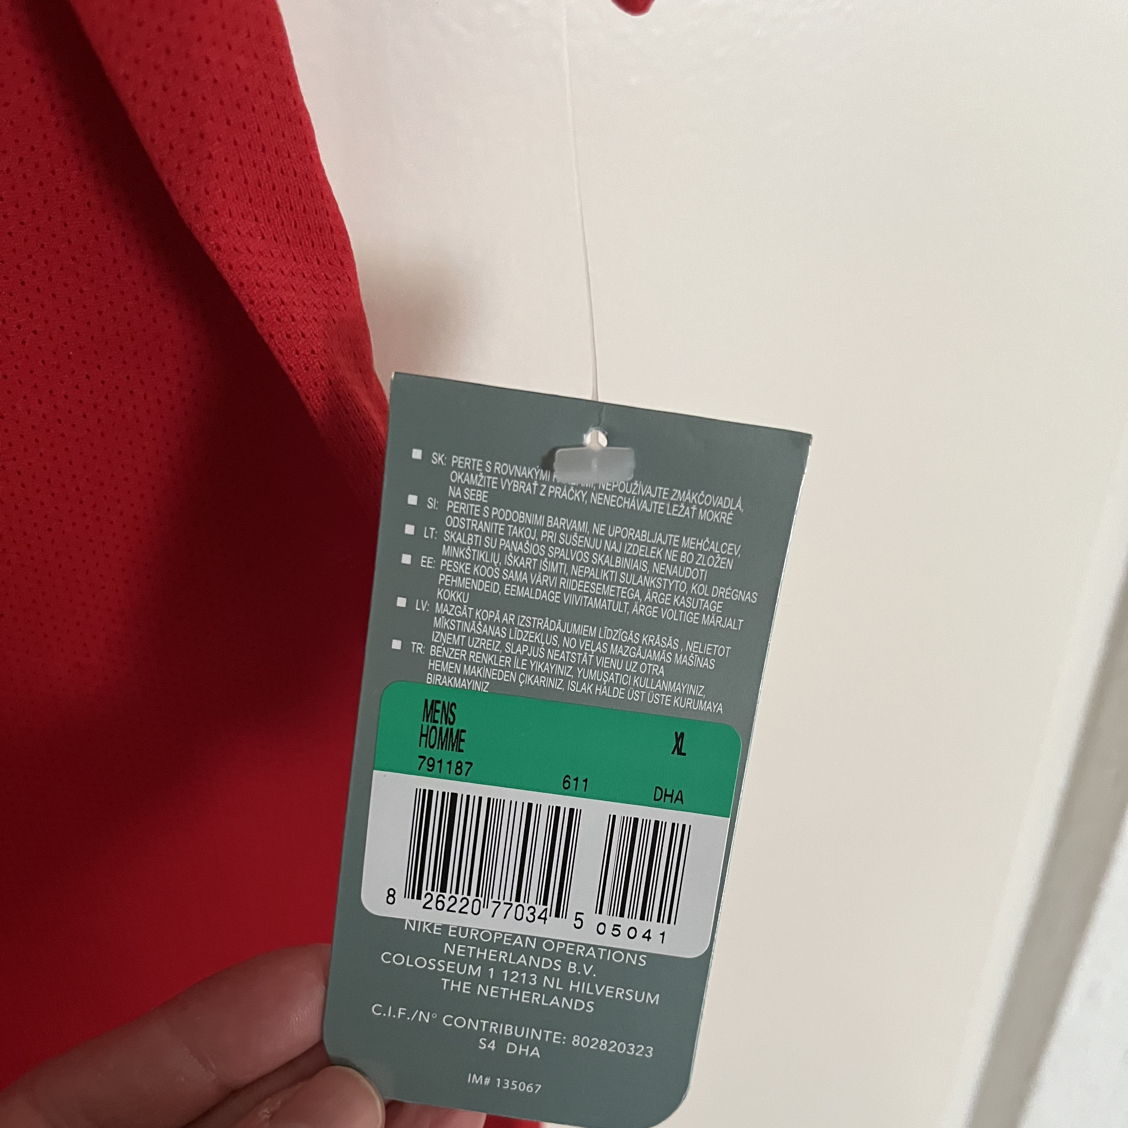 SK: PERTE S ROVNAKÝMI NEPOUŽÍVAJTE ZMÄKČOVADLÁ,
OKAMŽITE VYBRAŤ Z PRÁČKY, NENECHÁVAJTE LEŽAŤ MOKRÉ
NA SEBE
SI: PERITE S PODOBNIMI BARVAMI, NE UPORABLJAJTE MEHČALCEV,
ODSTRANITE TAKOJ, PRI SUŠENJU NAJ IZDELEK NE BO ZLOŽEN
LT: SKALBTI SU PANAŠIOS SPALVOS SKALBINIAIS, NENAUDOTI
MINKŠTIKLIŲ, IŠKART IŠIMTI, NEPALIKTI SULANKSTYTO, KOL DRĖGNAS
EE: PESKE KOOS SAMA VÄRVI RIIDEESEMETEGA, ÄRGE KASUTAGE
PEHMENDEID, EEMALDAGE VIIVITAMATULT, ÄRGE VOLTIGE MÄRJALT
KOKKU
LV: MAZGĀT KOPĀ AR IZSTRĀDĀJUMIEM LĪDZĪGĀS KRĀSĀS , NELIETOT
MĪKSTINĀŠANAS LĪDZEKĻUS, NO VEĻAS MAZGĀJAMĀS MAŠĪNAS
IZŅEMT UZREIZ, SLAPJUS NEATSTĀT VIENU UZ OTRA
TR: BENZER RENKLER İLE YIKAYINIZ, YUMUŞATICI KULLANMAYINIZ,
HEMEN MAKİNEDEN ÇIKARINIZ, ISLAK HALDE ÜST ÜSTE KURUMAYA
BIRAKMAYINIZ
MENS
HOMME XL
791187 611 DHA
8 26220 77034 5 05041
NIKE EUROPEAN OPERATIONS
NETHERLANDS B.V.
COLOSSEUM 1 1213 NL HILVERSUM
THE NETHERLANDS
C.I.F./N° CONTRIBUINTE: 802820323
S4 DHA
IM# 135067